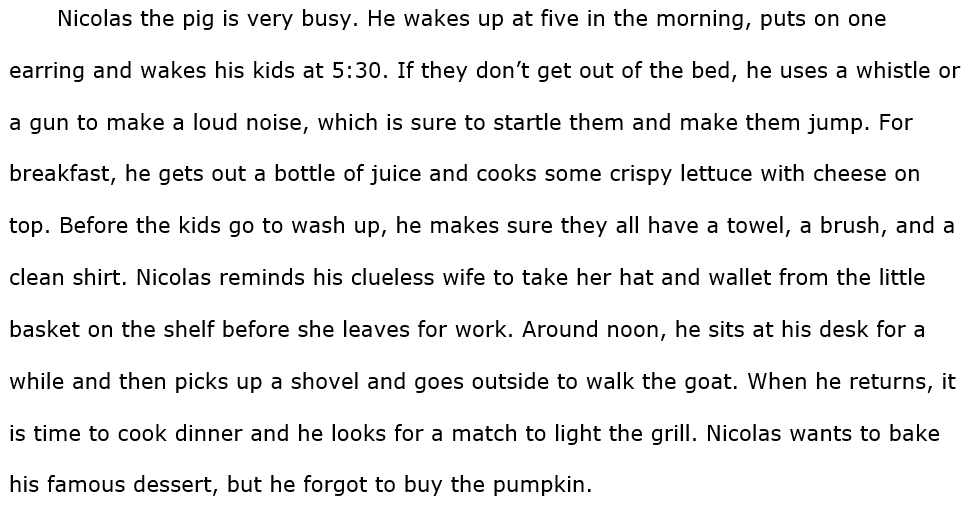 Nicolas the pig is very busy. He wakes up at five in the morning, puts on one
earring and wakes his kids at 5:30. If they don’t get out of the bed, he uses a whistle or
a gun to make a loud noise, which is sure to startle them and make them jump. For
breakfast, he gets out a bottle of juice and cooks some crispy lettuce with cheese on
top. Before the kids go to wash up, he makes sure they all have a towel, a brush, and a
clean shirt. Nicolas reminds his clueless wife to take her hat and wallet from the little
basket on the shelf before she leaves for work. Around noon, he sits at his desk for a
while and then picks up a shovel and goes outside to walk the goat. When he returns, it
is time to cook dinner and he looks for a match to light the grill. Nicolas wants to bake
his famous dessert, but he forgot to buy the pumpkin.